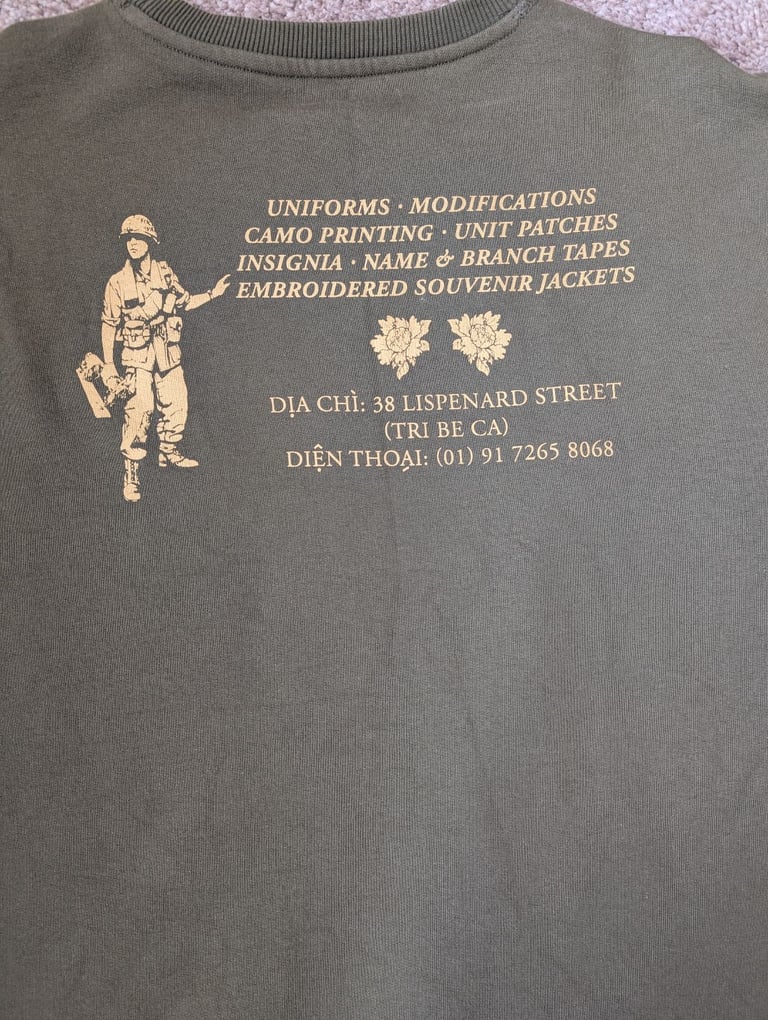 UNIFORMS · MODIFICATIONS
CAMO PRINTING · UNIT PATCHES
INSIGNIA · NAME & BRANCH TAPES
EMBROIDERED SOUVENIR JACKETS
DỊA CHÌ: 38 LISPENARD STREET
(TRI BE CA)
DIỆN THOẠI: (01) 91 7265 8068